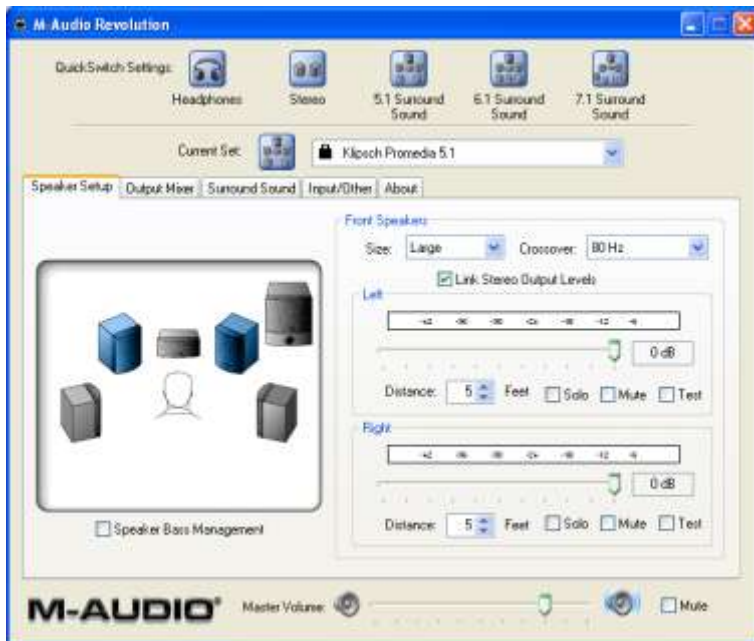 M-Audio Revolution
QuickSwitch Settings:
Headphones
Stereo
5.1 Surround
Sound
6.1 Surround
Sound
7.1 Surround
Sound
Current Set:
Klipsch Promedia 5.1
Speaker Setup
Output Mixer
Surround Sound
Input/Other
About
Front Speakers
Size:
Large
Crossover:
80 Hz
Link Stereo Output Levels
Left
0 dB
Distance:
5
Feet
Solo
Mute
Test
Right
0 dB
Distance:
5
Feet
Solo
Mute
Test
Speaker Bass Management
M-AUDIO®
Master Volume:
Mute